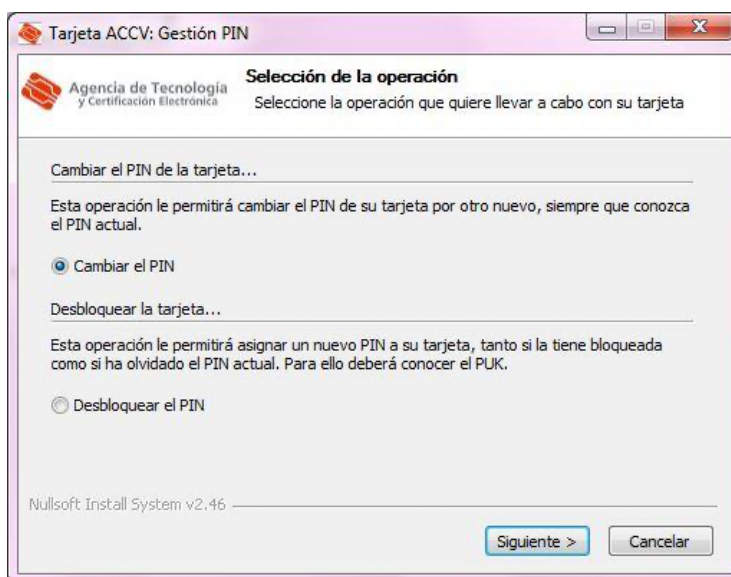 Tarjeta ACCV: Gestión PIN
Agencia de Tecnología
y Certificación Electrónica
Selección de la operación
Seleccione la operación que quiere llevar a cabo con su tarjeta
Cambiar el PIN de la tarjeta...
Esta operación le permitirá cambiar el PIN de su tarjeta por otro nuevo, siempre que conozca
el PIN actual.
Cambiar el PIN
Desbloquear la tarjeta...
Esta operación le permitirá asignar un nuevo PIN a su tarjeta, tanto si la tiene bloqueada
como si ha olvidado el PIN actual. Para ello deberá conocer el PUK.
Desbloquear el PIN
Nullsoft Install System v2.46
Siguiente >
Cancelar